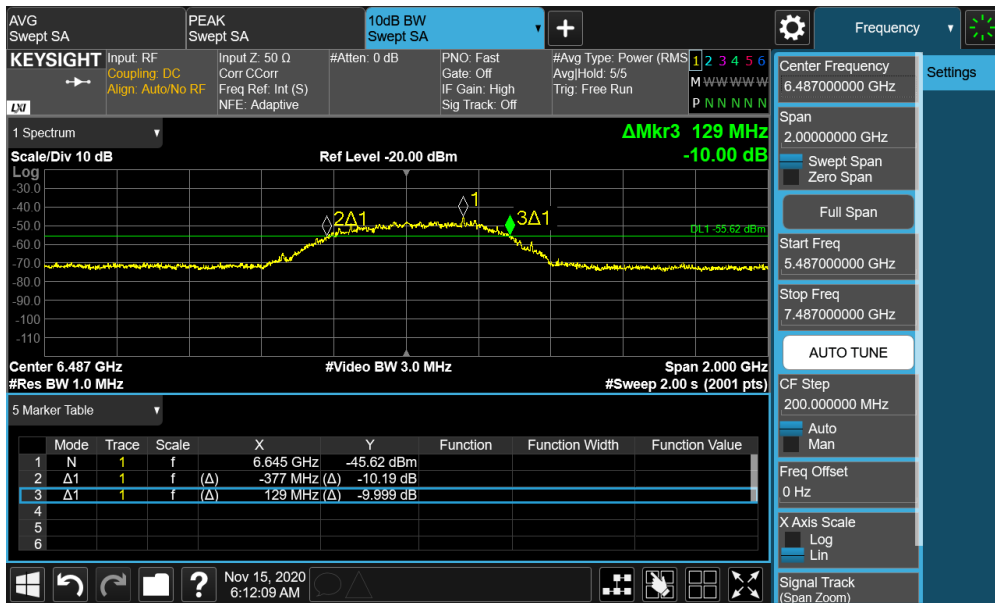 AVG
Swept SA
PEAK
Swept SA
10dB BW
Swept SA
Frequency
KEYSIGHT
LXI
Input: RF
Coupling: DC
Align: Auto/No RF
Input Z: 50 Ω
Corr CCorr
Freq Ref: Int (S)
NFE: Adaptive
#Atten: 0 dB
PNO: Fast
Gate: Off
IF Gain: High
Sig Track: Off
#Avg Type: Power (RMS
Avg|Hold: 5/5
Trig: Free Run
1 2 3 4 5 6
M W W W W W
P N N N N N
1 Spectrum
ΔMkr3 129 MHz
-10.00 dB
Scale/Div 10 dB
Ref Level -20.00 dBm
Log
-30.0
-40.0
-50.0
-60.0
-70.0
-80.0
-90.0
-100
-110
2Δ1
1
3Δ1
DL1 -55.62 dBm
Center 6.487 GHz
#Video BW 3.0 MHz
Span 2.000 GHz
#Res BW 1.0 MHz
#Sweep 2.00 s (2001 pts)
5 Marker Table
Mode Trace Scale X Y Function Function Width Function Value
1 N 1 f 6.645 GHz -45.62 dBm
2 Δ1 1 f (Δ) -377 MHz (Δ) -10.19 dB
3 Δ1 1 f (Δ) 129 MHz (Δ) -9.999 dB
4
5
6
?
Nov 15, 2020
6:12:09 AM
Center Frequency
6.487000000 GHz
Span
2.00000000 GHz
Swept Span
Zero Span
Full Span
Start Freq
5.487000000 GHz
Stop Freq
7.487000000 GHz
AUTO TUNE
CF Step
200.000000 MHz
Auto
Man
Freq Offset
0 Hz
X Axis Scale
Log
Lin
Signal Track
(Span Zoom)
Settings